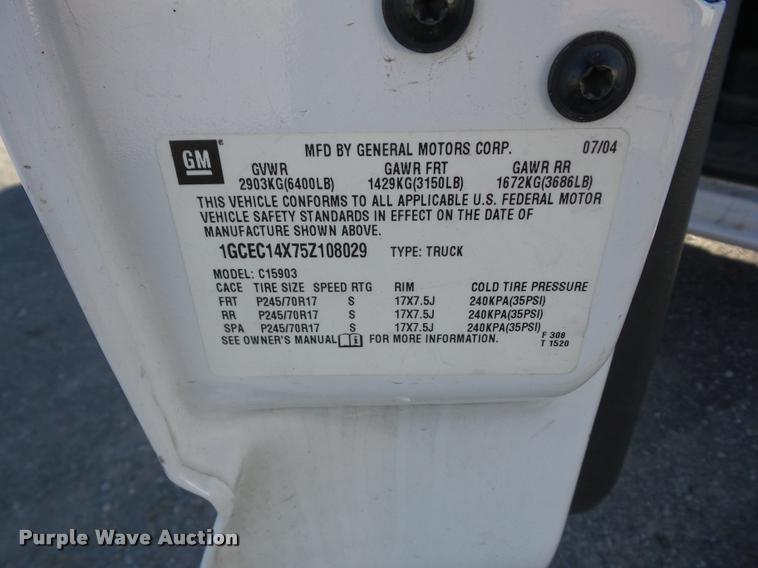 GM MFD BY GENERAL MOTORS CORP. 07/04
GVWR GAWR FRT GAWR RR
2903KG(6400LB) 1429KG(3150LB) 1672KG(3686LB)
THIS VEHICLE CONFORMS TO ALL APPLICABLE U.S. FEDERAL MOTOR
VEHICLE SAFETY STANDARDS IN EFFECT ON THE DATE OF
MANUFACTURE SHOWN ABOVE.
1GCEC14X75Z108029 TYPE: TRUCK
MODEL: C15903
CACE TIRE SIZE SPEED RTG RIM COLD TIRE PRESSURE
FRT P245/70R17 S 17X7.5J 240KPA(35PSI)
RR P245/70R17 S 17X7.5J 240KPA(35PSI)
SPA P245/70R17 S 17X7.5J 240KPA(35PSI)
SEE OWNER'S MANUAL FOR MORE INFORMATION. F 308
T 1520
Purple Wave Auction